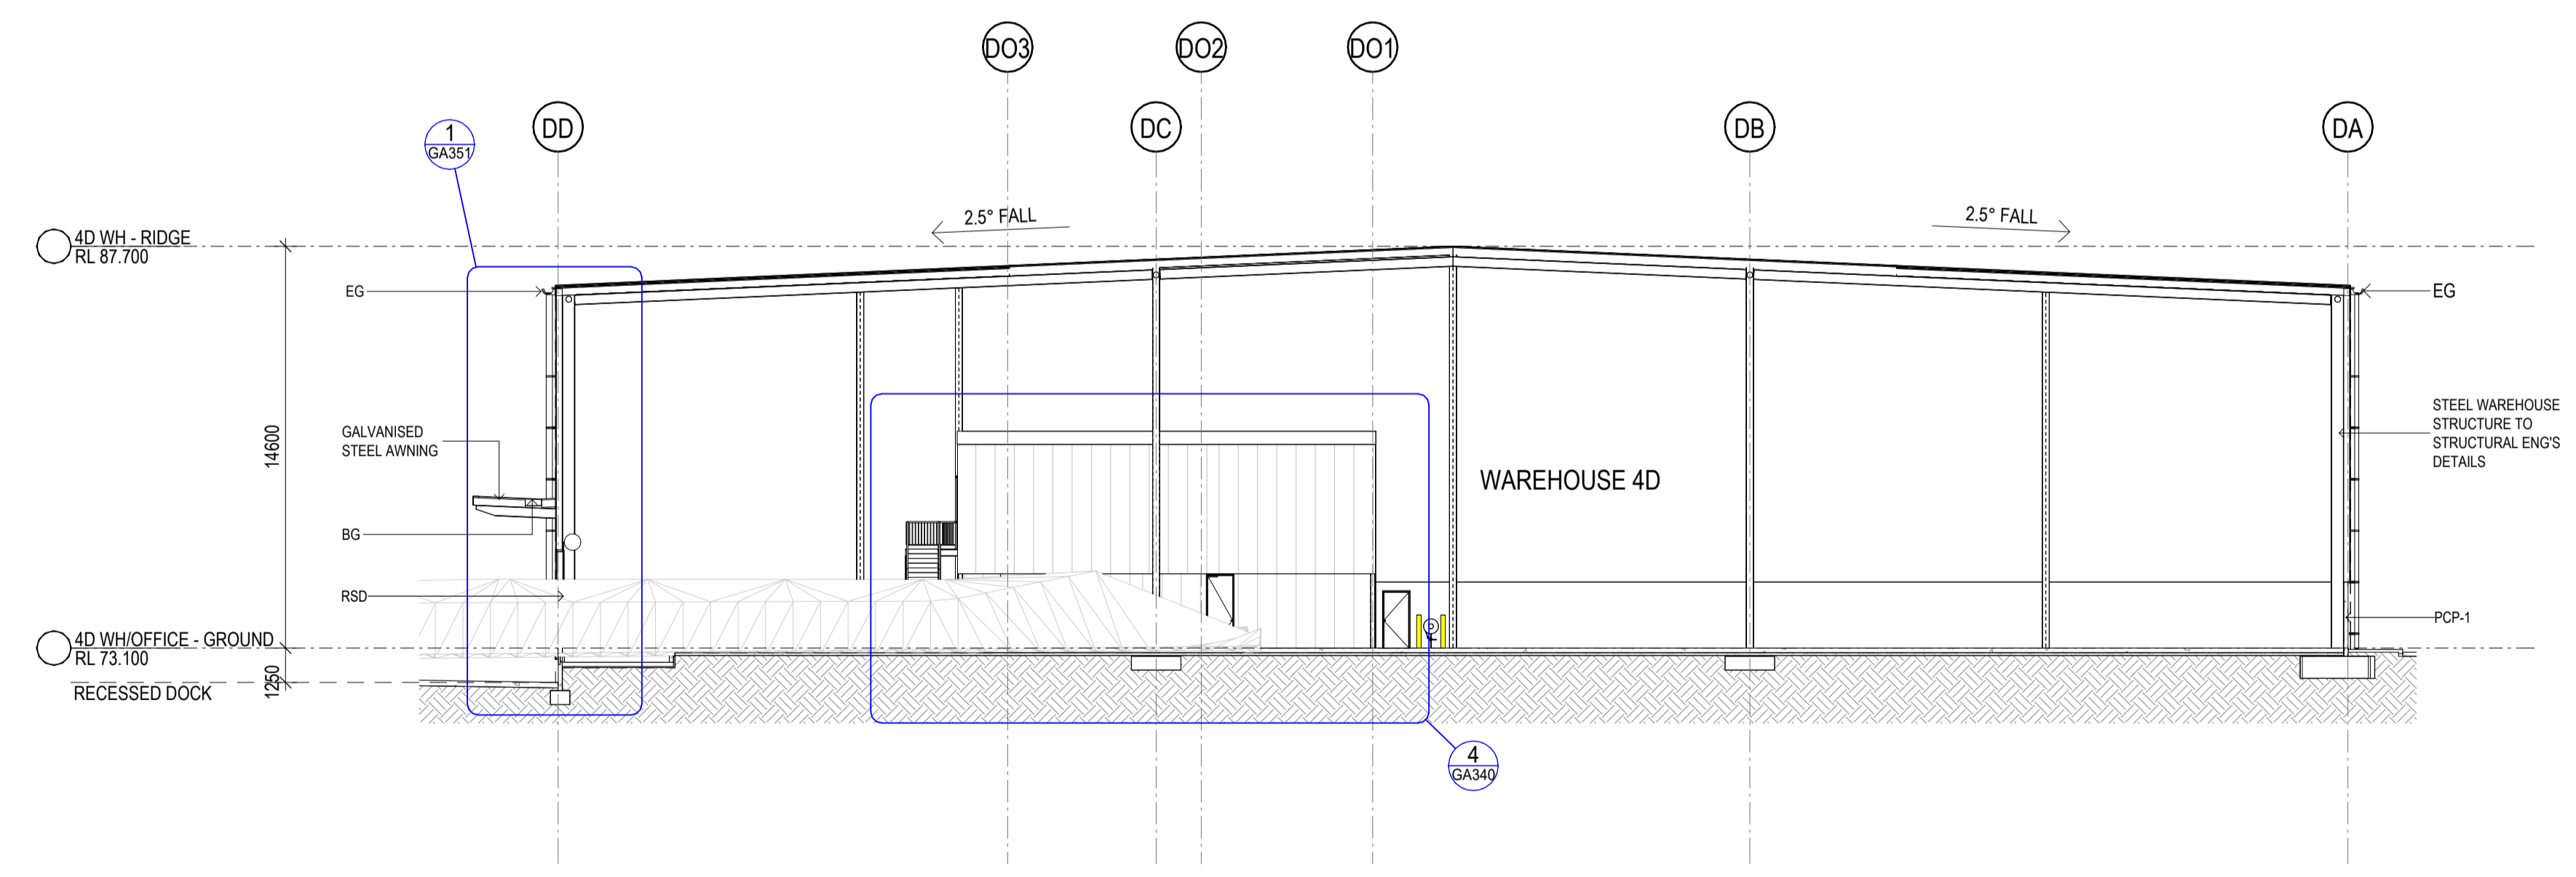 DO3
DO2
DO1
DD
DC
DB
DA
1
GA351
2.5° FALL
2.5° FALL
4D WH - RIDGE
RL 87.700
EG
EG
14600
GALVANISED
STEEL AWNING
STEEL WAREHOUSE
STRUCTURE TO
STRUCTURAL ENG'S
DETAILS
WAREHOUSE 4D
BG
RSD
PCP-1
4D WH/OFFICE - GROUND
RL 73.100
1250
RECESSED DOCK
4
GA340